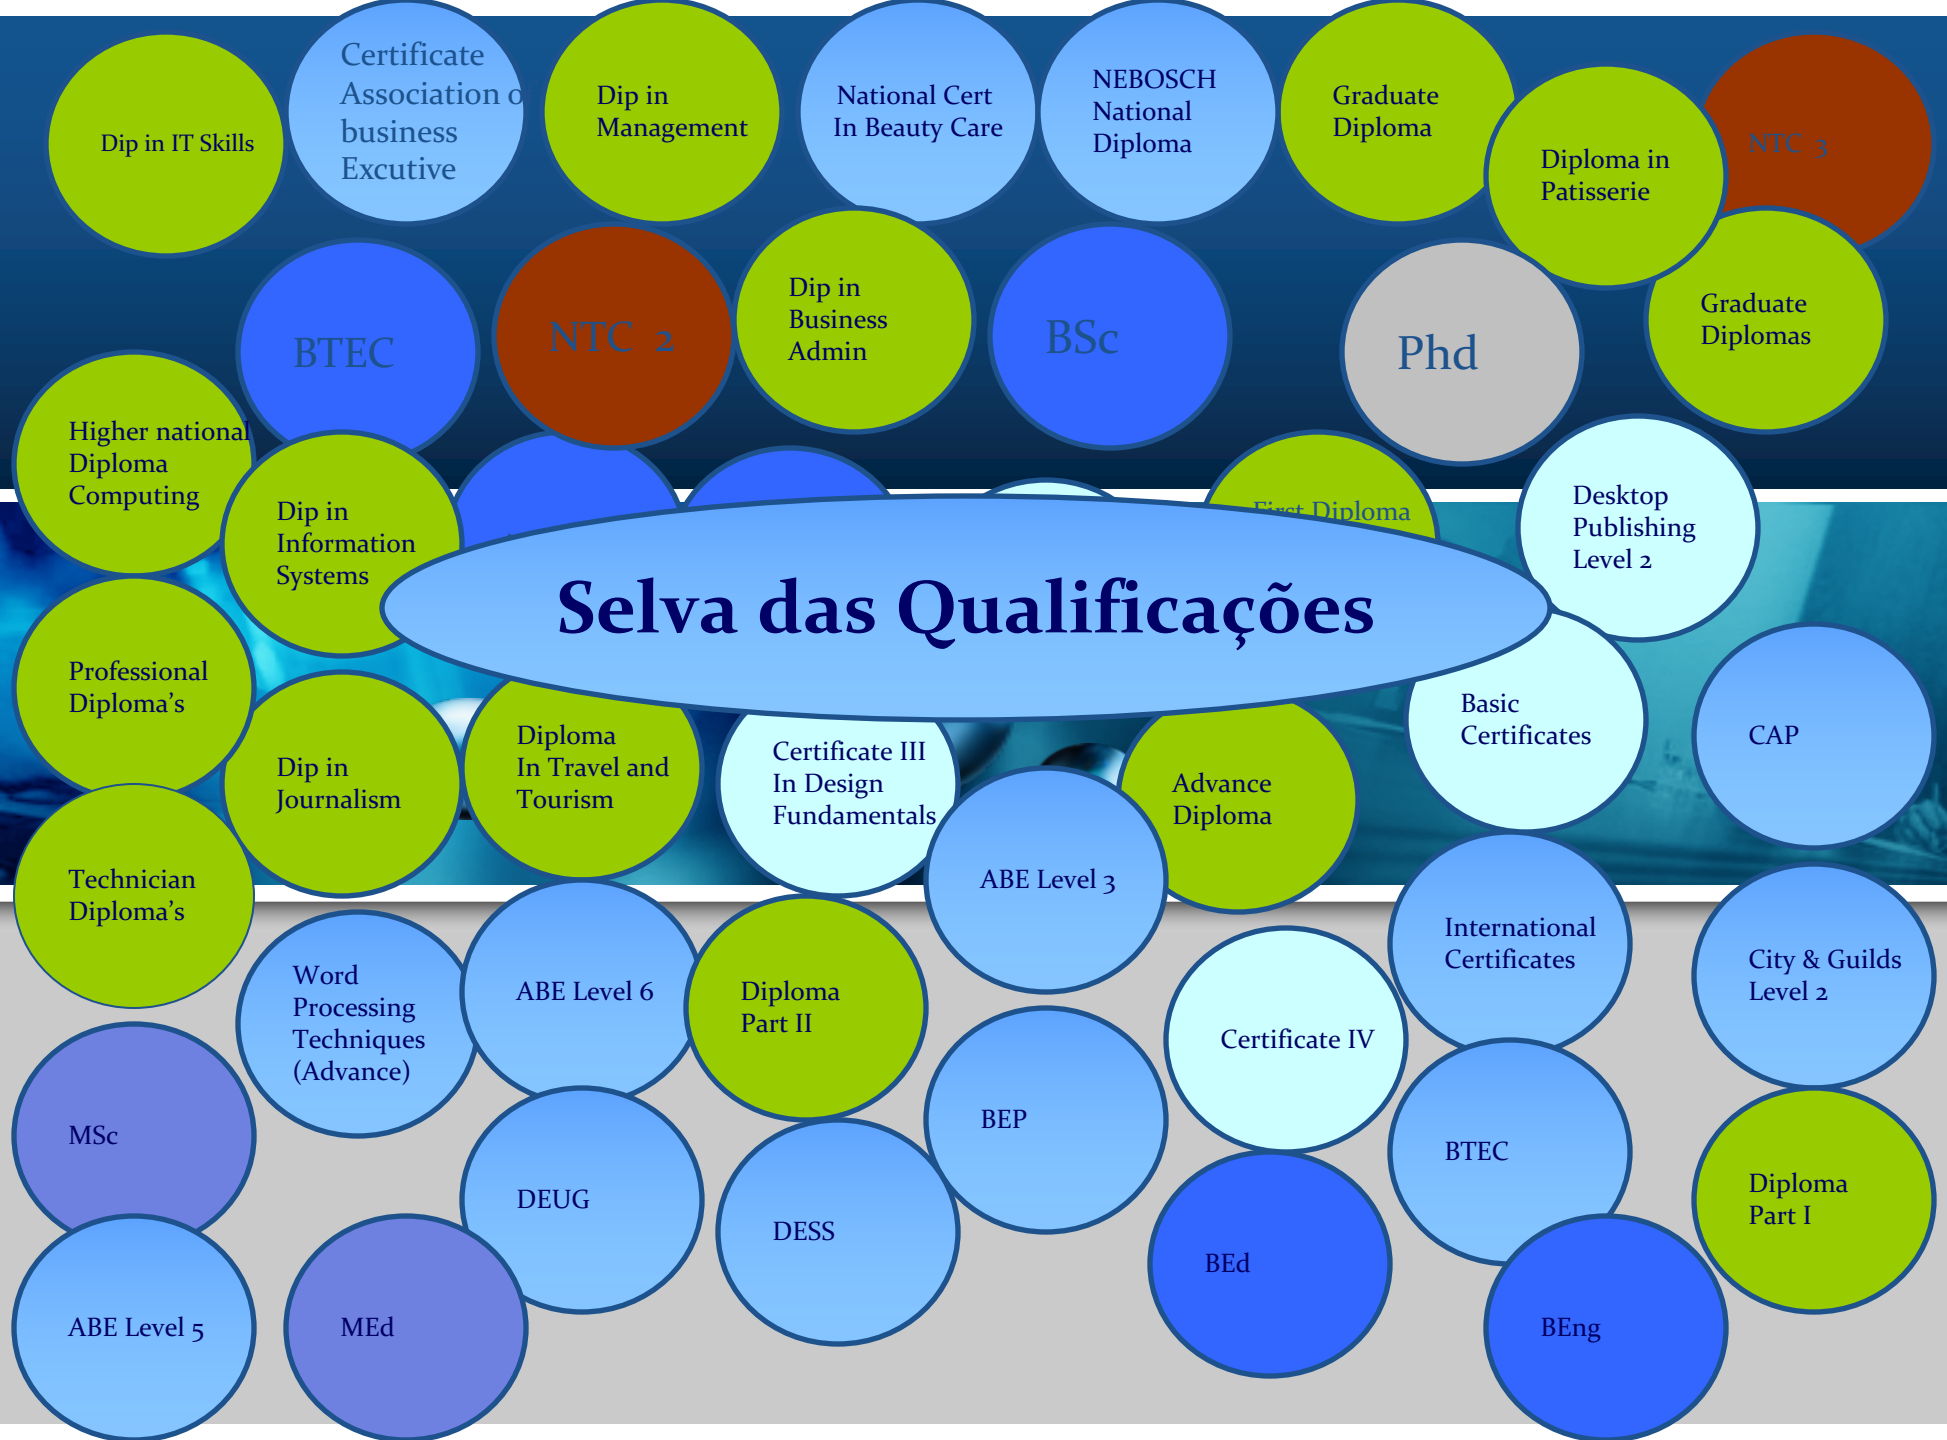 Dip in IT Skills
Certificate
Association o
business
Excutive
Dip in
Management
National Cert
In Beauty Care
NEBOSCH
National
Diploma
Graduate
Diploma
Diploma in
Patisserie
NTC 3
BTEC
NTC 2
Dip in
Business
Admin
BSc
Phd
Graduate
Diplomas
Higher national
Diploma
Computing
Dip in
Information
Systems
First Diploma
Desktop
Publishing
Level 2
Selva das Qualificações
Professional
Diploma’s
Dip in
Journalism
Diploma
In Travel and
Tourism
Certificate III
In Design
Fundamentals
Advance
Diploma
Basic
Certificates
CAP
Technician
Diploma’s
Word
Processing
Techniques
(Advance)
ABE Level 6
Diploma
Part II
ABE Level 3
Certificate IV
International
Certificates
City & Guilds
Level 2
MSc
DEUG
DESS
BEP
BEd
BTEC
Diploma
Part I
ABE Level 5
MEd
BEng